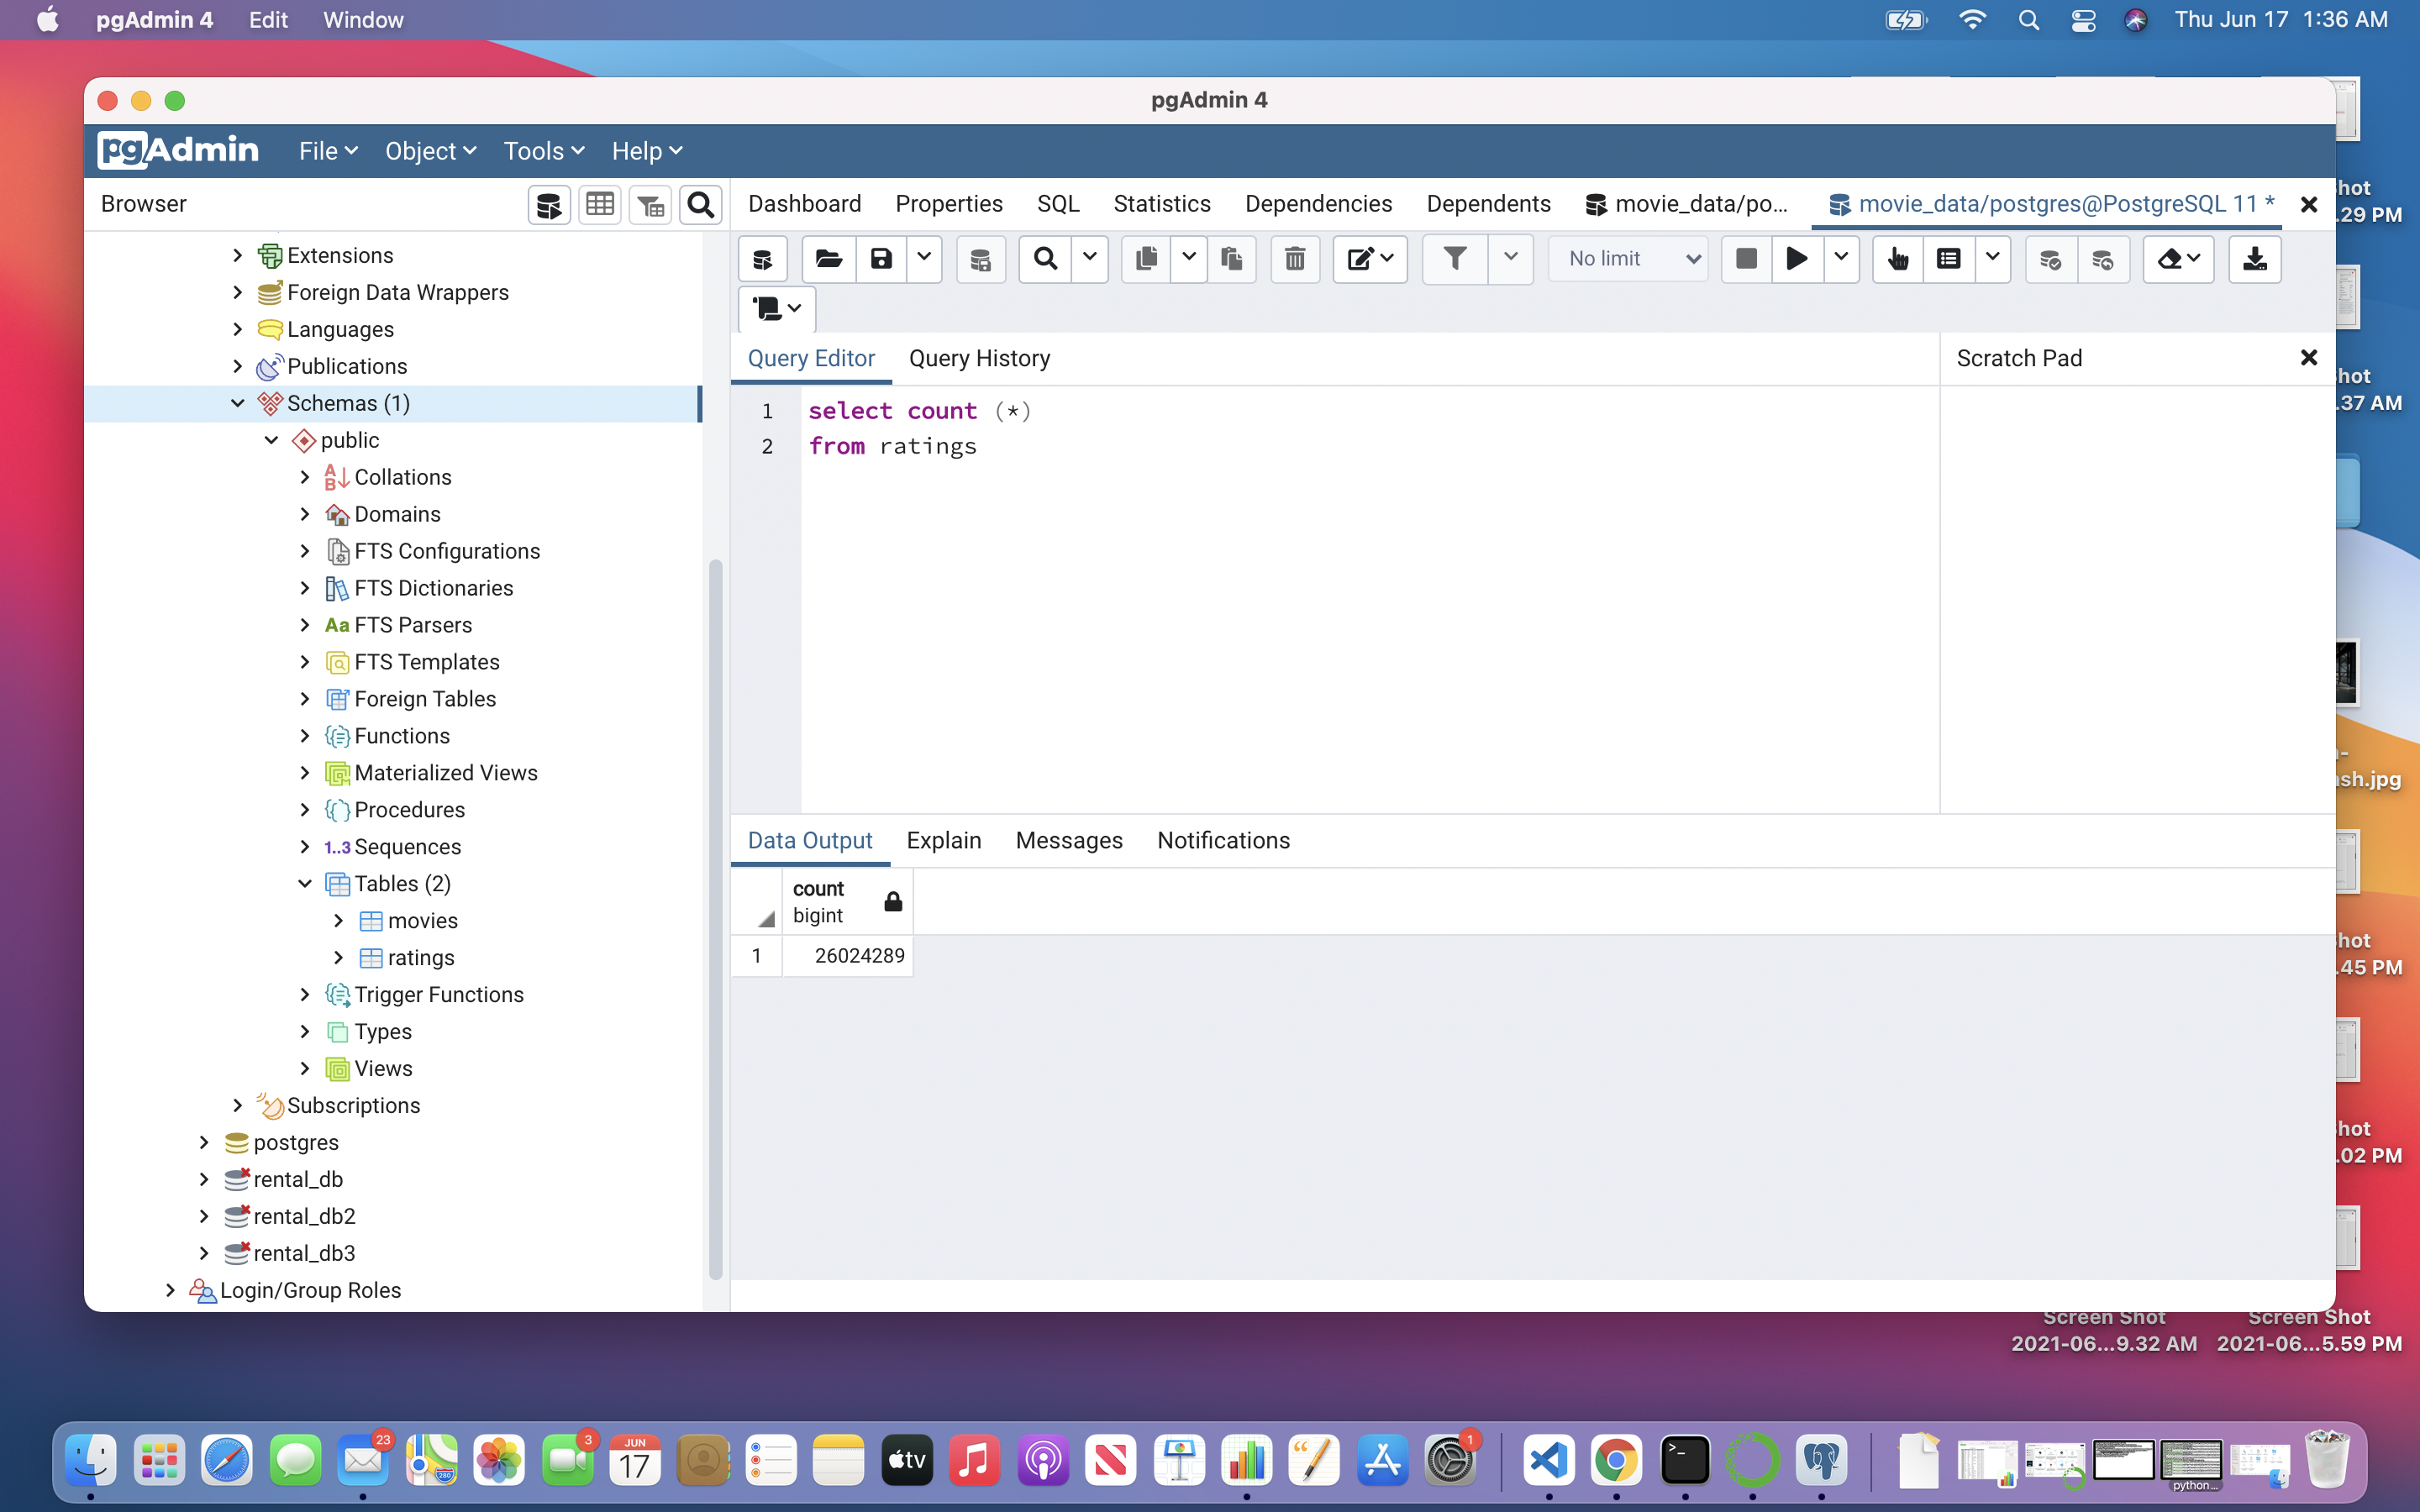 pgAdmin 4 Edit Window Thu Jun 17 1:36 AM
pgAdmin 4
pgAdmin File Object Tools Help
Browser
Dashboard Properties SQL Statistics Dependencies Dependents movie_data/po... movie_data/postgres@PostgreSQL 11 *
No limit
Extensions
Foreign Data Wrappers
Languages
Publications
Schemas (1)
public
Collations
Domains
FTS Configurations
FTS Dictionaries
Aa FTS Parsers
FTS Templates
Foreign Tables
Functions
Materialized Views
Procedures
1..3 Sequences
Tables (2)
movies
ratings
Trigger Functions
Types
Views
Subscriptions
postgres
rental_db
rental_db2
rental_db3
Login/Group Roles
Query Editor Query History
Scratch Pad
1 select count (*)
2 from ratings
Data Output Explain Messages Notifications
count
bigint
1 26024289
hot
.29 PM
hot
.37 AM
sh.jpg
hot
.45 PM
hot
.02 PM
Screen Shot
2021-06...9.32 AM
Screen Shot
2021-06...5.59 PM
23
3
JUN
17
tv
1
280
python...